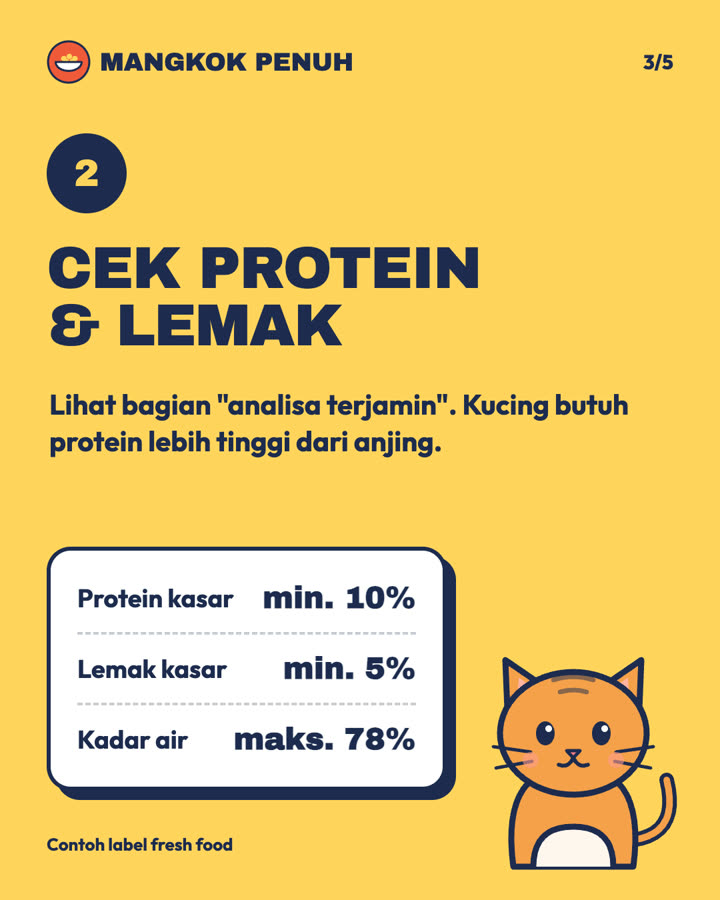 MANGKOK PENUH
3/5
2
CEK PROTEIN
& LEMAK
Lihat bagian "analisa terjamin". Kucing butuh
protein lebih tinggi dari anjing.
Protein kasar min. 10%
Lemak kasar min. 5%
Kadar air maks. 78%
Contoh label fresh food